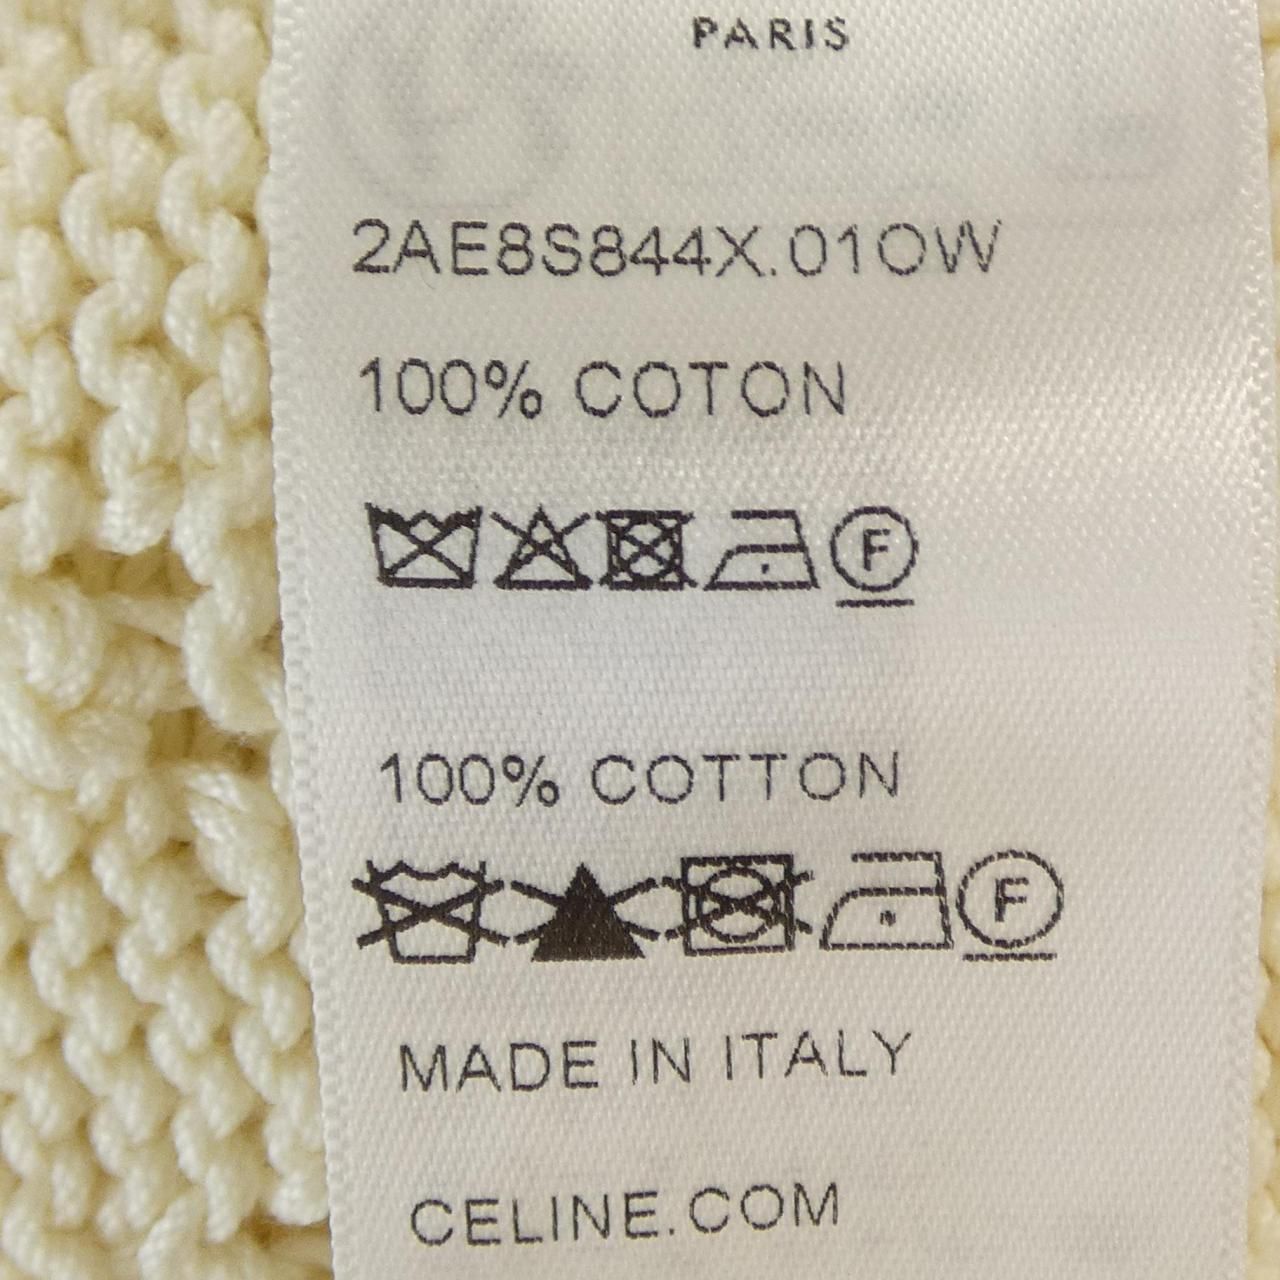 PARIS
2AE8S844X.01OW
100% COTON
F
100% COTTON
F
MADE IN ITALY
CELINE.COM